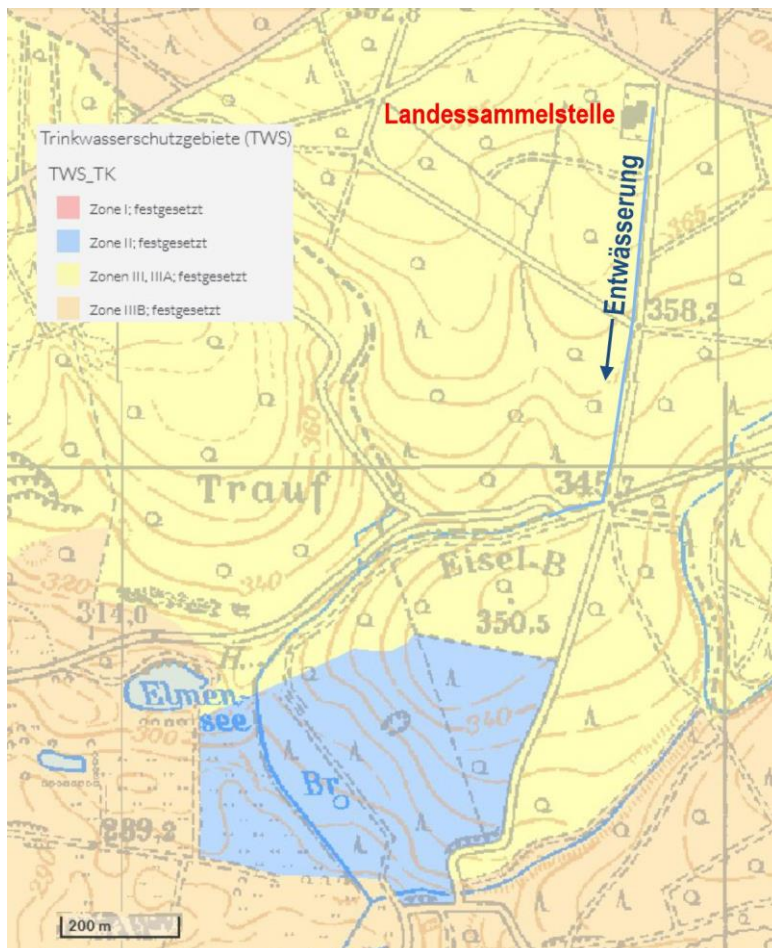 392,8
Landessammelstelle
Trinkwasserschutzgebiete (TWS)
TWS_TK
Zone I; festgesetzt
Zone II; festgesetzt
Zonen III, IIIA; festgesetzt
Zone IIIB; festgesetzt
Entwässerung
365
358,2
360
Trauf
345,7
Eisel-B
340
320
314,0
350,5
H.
Elmen-
see
300
340
Br.
289,2
290
200 m